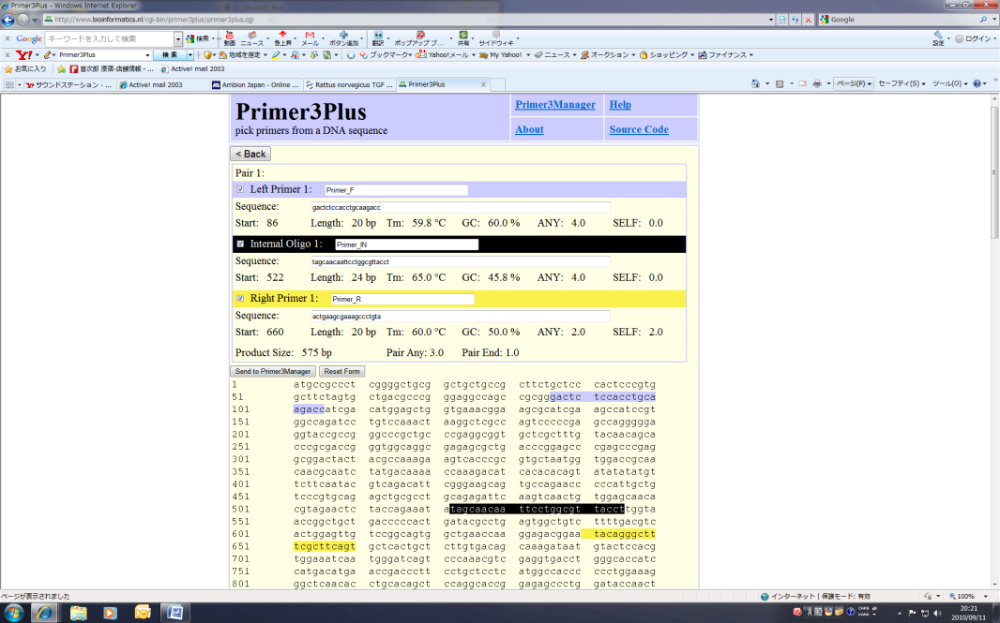 Primer3Plus - Windows Internet Explorer
http://www.bioinformatics.nl/cgi-bin/primer3plus/primer3plus.cgi
Google
Google キーワードを入力して検索 検索 動画 ニュース 急上昇 メール ボタン追加 翻訳 ポップアップ ブ... 共有 サイドウィキ 設定 ログイン
Y! Primer3Plus 検索 地域を指定 ブックマーク Yahoo!メール My Yahoo! ニュース オークション ショッピング ファイナンス
お気に入り 音次郎 原宿-店舗情報・... Active! mail 2003
サウンドステーション - ... Active! mail 2003 Ambion Japan - Online ... Rattus norvegicus TGF ... Primer3Plus ページ(P) セーフティ(S) ツール(O)
Primer3Plus
pick primers from a DNA sequence
Primer3Manager Help
About Source Code
< Back
Pair 1:
Left Primer 1: Primer_F
Sequence: gactctccacctgcaagacc
Start: 86 Length: 20 bp Tm: 59.8 °C GC: 60.0 % ANY: 4.0 SELF: 0.0
Internal Oligo 1: Primer_IN
Sequence: tagcaacaattcctggcgttacct
Start: 522 Length: 24 bp Tm: 65.0 °C GC: 45.8 % ANY: 4.0 SELF: 0.0
Right Primer 1: Primer_R
Sequence: actgaagcgaaagccctgta
Start: 660 Length: 20 bp Tm: 60.0 °C GC: 50.0 % ANY: 2.0 SELF: 2.0
Product Size: 575 bp Pair Any: 3.0 Pair End: 1.0
Send to Primer3Manager Reset Form
1 atgccgccct cggggctgcg gctgctgccg cttctgctcc cactcccgtg
51 gcttctagtg ctgacgcccg ggaggccagc cgcgggactc tccacctgca
101 agaccatcga catggagctg gtgaaacgga agcgcatcga agccatccgt
151 ggccagatcc tgtccaaact aaggctcgcc agtcccccga gccaggggga
201 ggtaccgccg ggcccgctgc ccgaggcggt gctcgctttg tacaacagca
251 cccgcgaccg ggtggcaggc gagagcgctg acccggagcc cgagcccgag
301 gcggactact acgccaaaga agtcacccgc gtgctaatgg tggaccgcaa
351 caacgcaatc tatgacaaaa ccaaagacat cacacacagt atatatatgt
401 tcttcaatac gtcagacatt cgggaagcag tgccagaacc cccattgctg
451 tcccgtgcag agctgcgcct gcagagattc aagtcaactg tggagcaaca
501 cgtagaactc taccagaaat atagcaacaa ttcctggcgt taccttggta
551 accggctgct gacccccact gatacgcctg agtggctgtc ttttgacgtc
601 actggagttg tccggcagtg gctgaaccaa ggagacggaa tacagggctt
651 tcgcttcagt gctcactgct cttgtgacag caaagataat gtactccacg
701 tggaaatcaa tgggatcagt cccaaacgtc gaggtgacct gggcaccatc
751 catgacatga accgaccctt cctgctcctc atggccaccc ccctggaaag
801 ggctcaacac ctgcacagct ccaggcaccg gagagccctg gataccaact
ページが表示されました インターネット | 保護モード: 有効 100%
20:21
2010/09/11